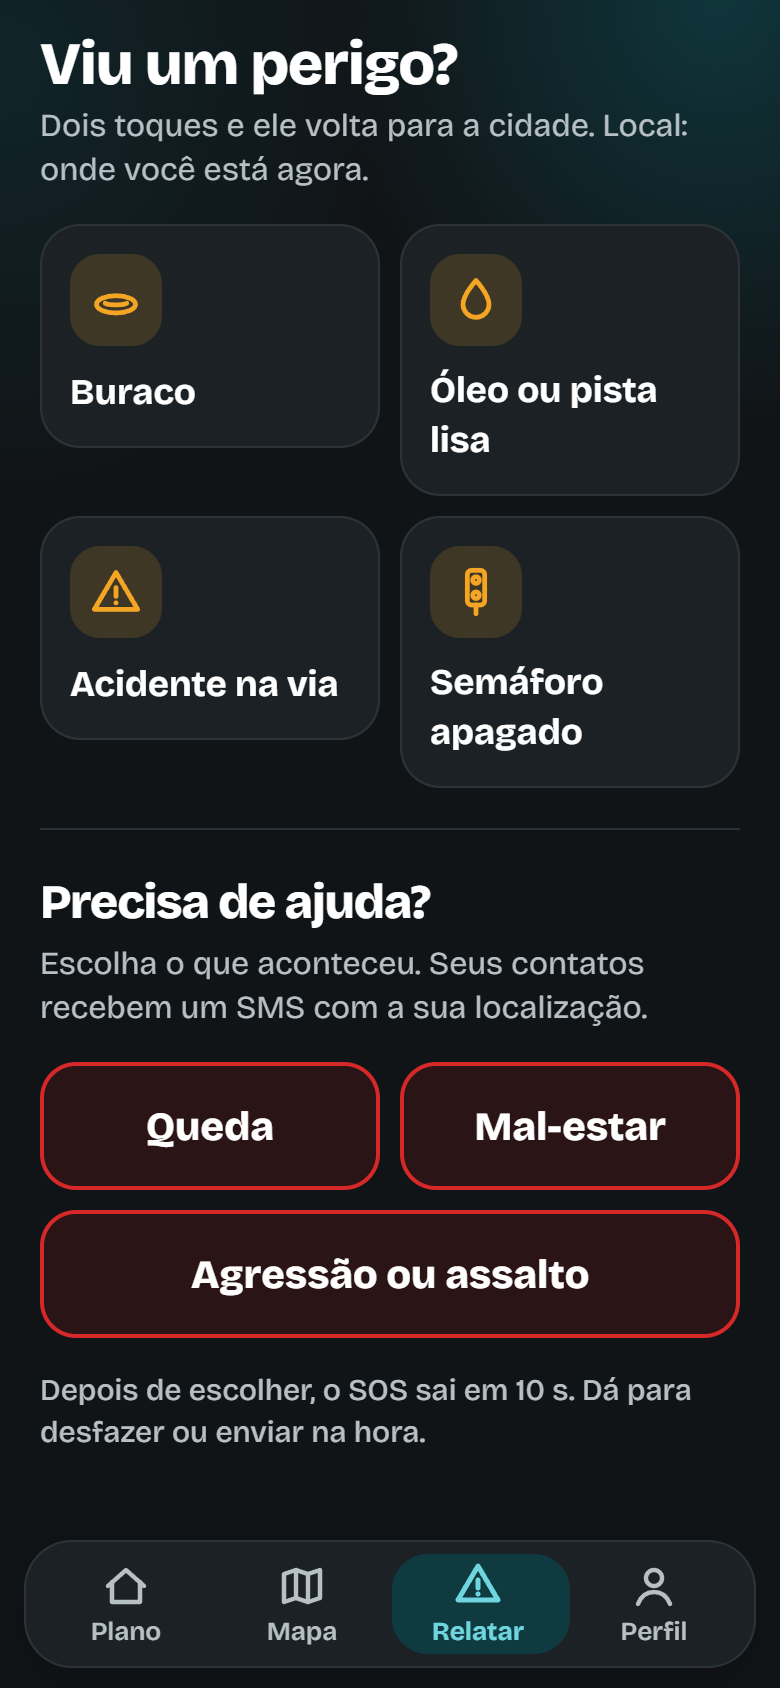 Viu um perigo?
Dois toques e ele volta para a cidade. Local:
onde você está agora.
Buraco
Óleo ou pista
lisa
Acidente na via
Semáforo
apagado
Precisa de ajuda?
Escolha o que aconteceu. Seus contatos
recebem um SMS com a sua localização.
Queda
Mal-estar
Agressão ou assalto
Depois de escolher, o SOS sai em 10 s. Dá para
desfazer ou enviar na hora.
Plano
Mapa
Relatar
Perfil